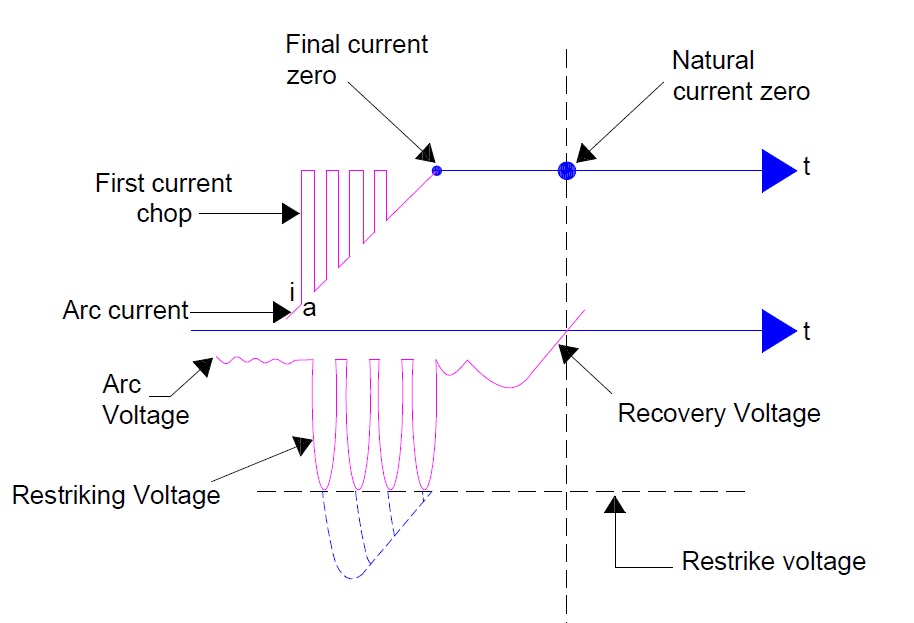 Final current
zero
Natural
current zero
t
First current
chop
i
a
Arc current
t
Arc
Voltage
Recovery Voltage
Restriking Voltage
Restrike voltage